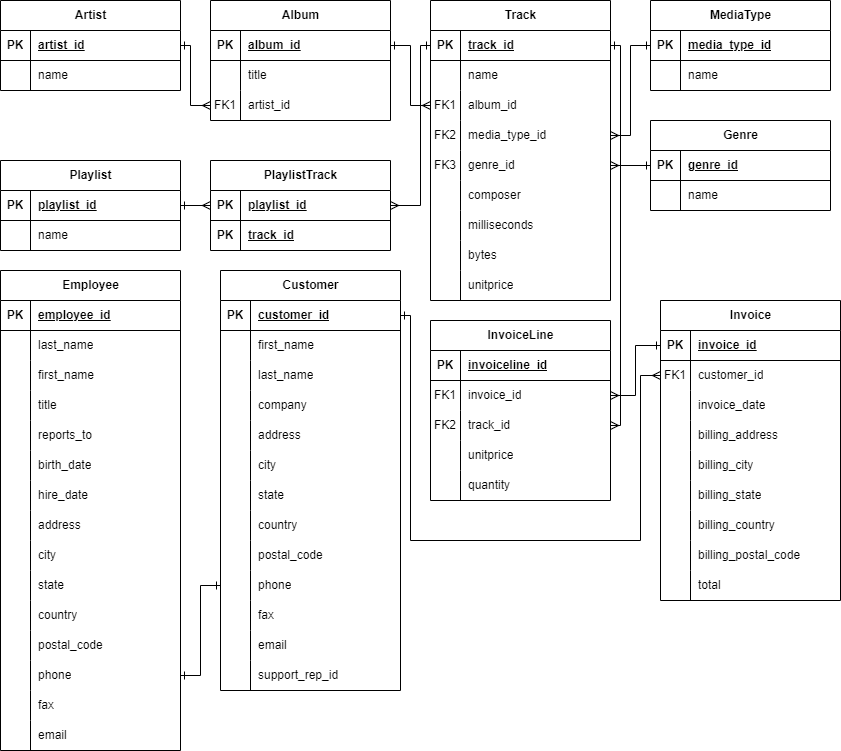 Artist
PK artist_id
name
Album
PK album_id
title
FK1 artist_id
Track
PK track_id
name
FK1 album_id
FK2 media_type_id
FK3 genre_id
composer
milliseconds
bytes
unitprice
MediaType
PK media_type_id
name
Genre
PK genre_id
name
Playlist
PK playlist_id
name
PlaylistTrack
PK playlist_id
PK track_id
Employee
PK employee_id
last_name
first_name
title
reports_to
birth_date
hire_date
address
city
state
country
postal_code
phone
fax
email
Customer
PK customer_id
first_name
last_name
company
address
city
state
country
postal_code
phone
fax
email
support_rep_id
InvoiceLine
PK invoiceline_id
FK1 invoice_id
FK2 track_id
unitprice
quantity
Invoice
PK invoice_id
FK1 customer_id
invoice_date
billing_address
billing_city
billing_state
billing_country
billing_postal_code
total